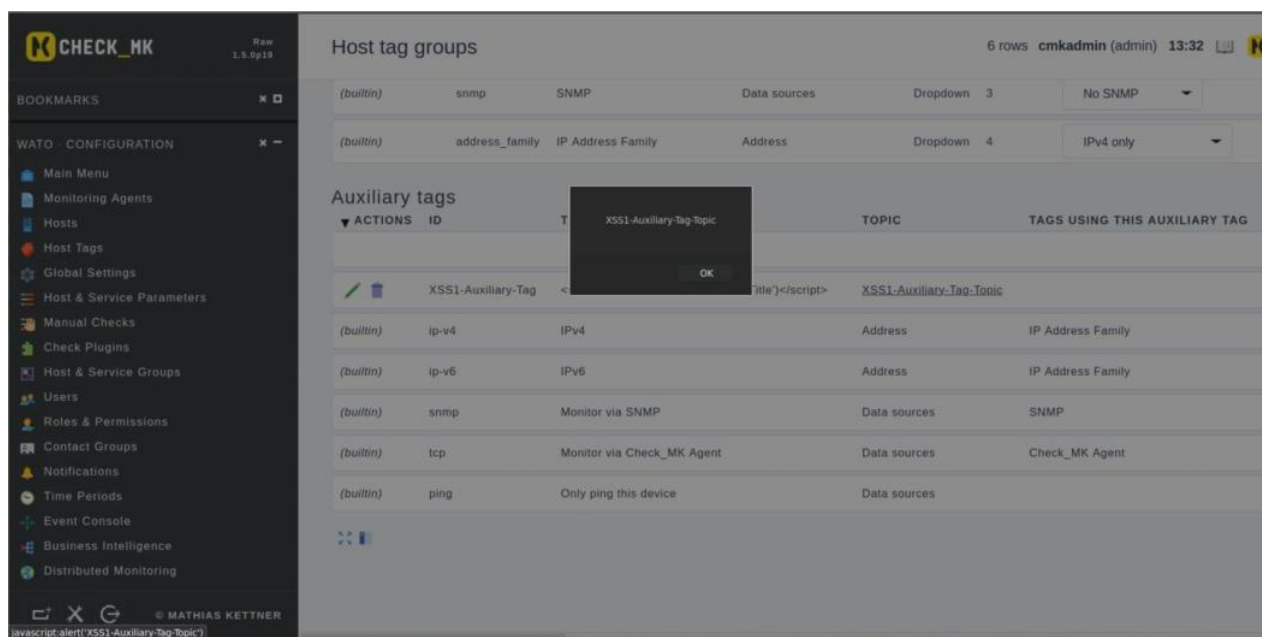 CHECK_MK
Raw
1.5.0p19
Host tag groups
6 rows cmkadmin (admin) 13:32
BOOKMARKS
(builtin) snmp SNMP Data sources Dropdown 3 No SNMP
WATO · CONFIGURATION
(builtin) address_family IP Address Family Address Dropdown 4 IPv4 only
Main Menu
Monitoring Agents
Hosts
Host Tags
Global Settings
Host & Service Parameters
Manual Checks
Check Plugins
Host & Service Groups
Users
Roles & Permissions
Contact Groups
Notifications
Time Periods
Event Console
Business Intelligence
Distributed Monitoring
© MATHIAS KETTNER
javascript:alert('XSS1-Auxiliary-Tag-Topic')
Auxiliary tags
ACTIONS ID T TOPIC TAGS USING THIS AUXILIARY TAG
XSS1-Auxiliary-Tag-Topic
OK
XSS1-Auxiliary-Tag < Title')</script> XSS1-Auxiliary-Tag-Topic
(builtin) ip-v4 IPv4 Address IP Address Family
(builtin) ip-v6 IPv6 Address IP Address Family
(builtin) snmp Monitor via SNMP Data sources SNMP
(builtin) tcp Monitor via Check_MK Agent Data sources Check_MK Agent
(builtin) ping Only ping this device Data sources